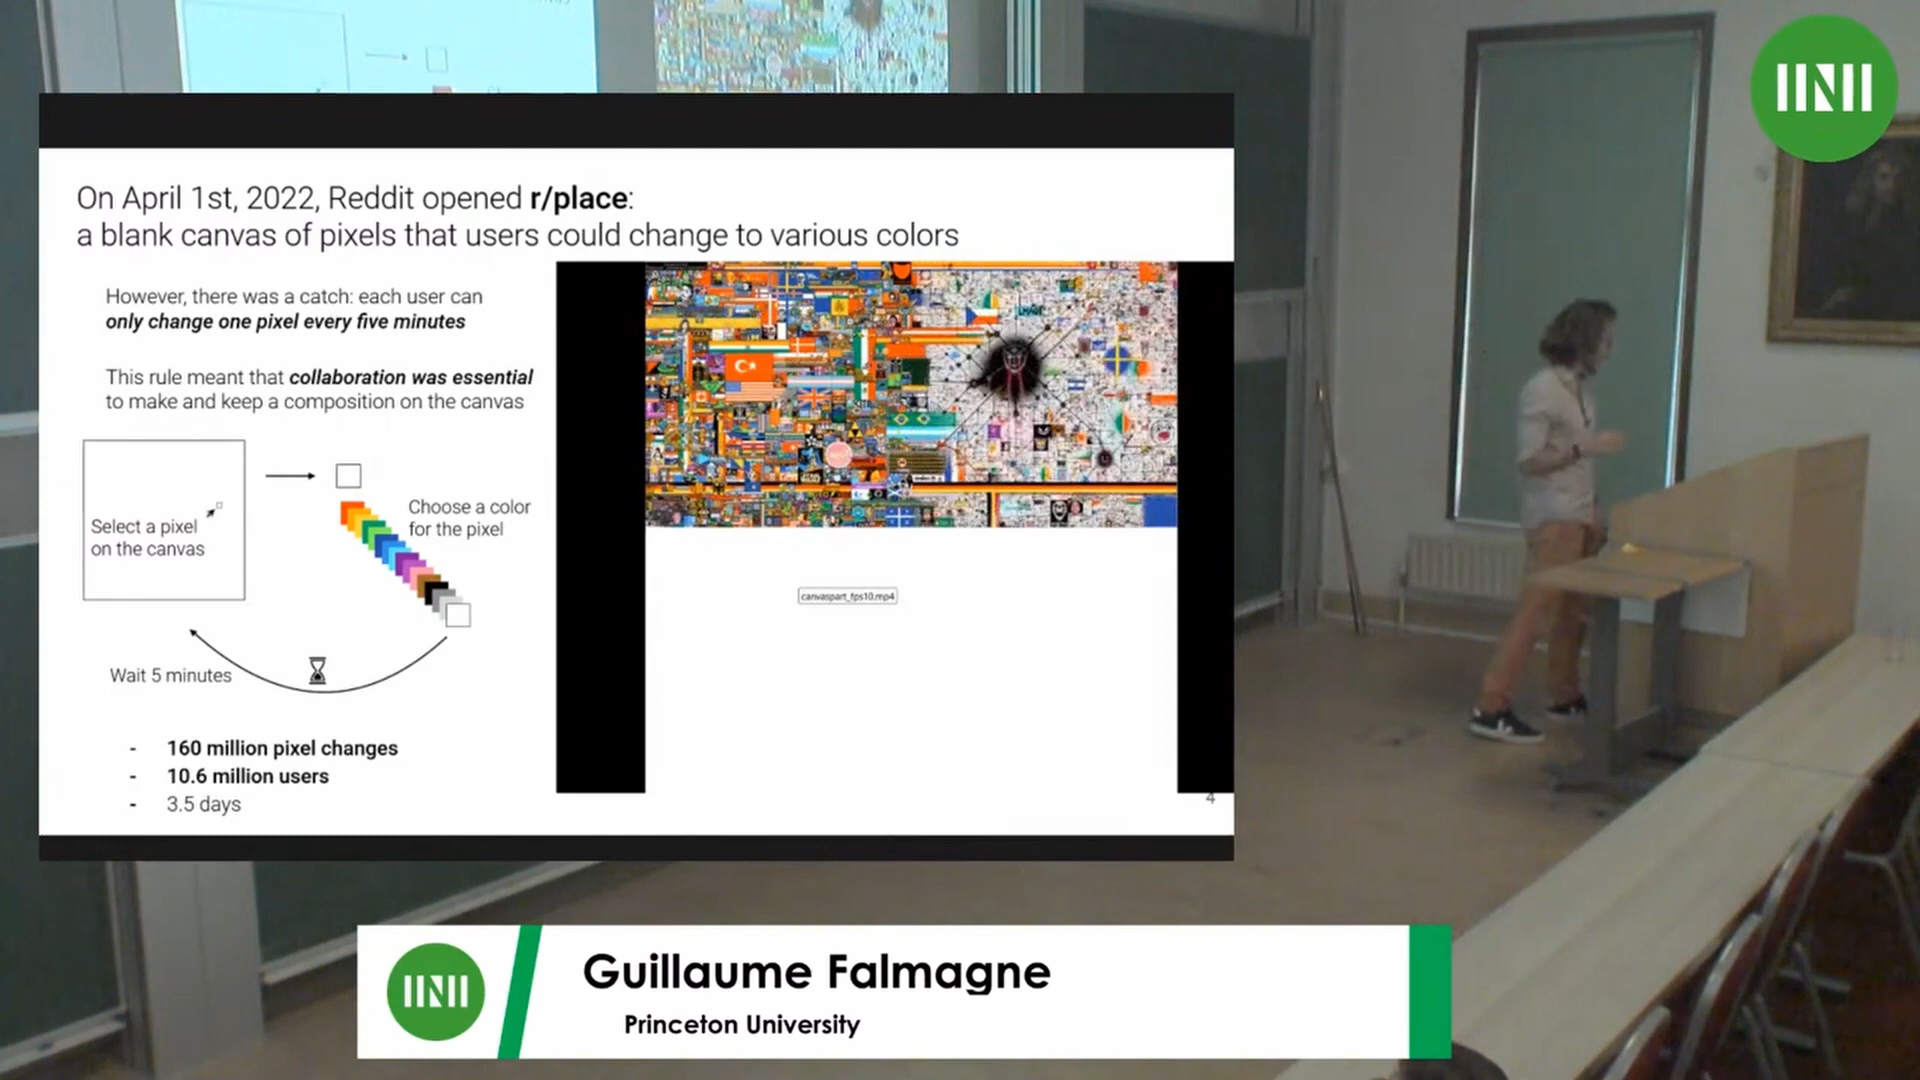 On April 1st, 2022, Reddit opened r/place:
a blank canvas of pixels that users could change to various colors
However, there was a catch: each user can
only change one pixel every five minutes
This rule meant that collaboration was essential
to make and keep a composition on the canvas
Select a pixel
on the canvas
Choose a color
for the pixel
Wait 5 minutes
- 160 million pixel changes
- 10.6 million users
- 3.5 days
canvaspart_fps10.mp4
4
Guillaume Falmagne
Princeton University